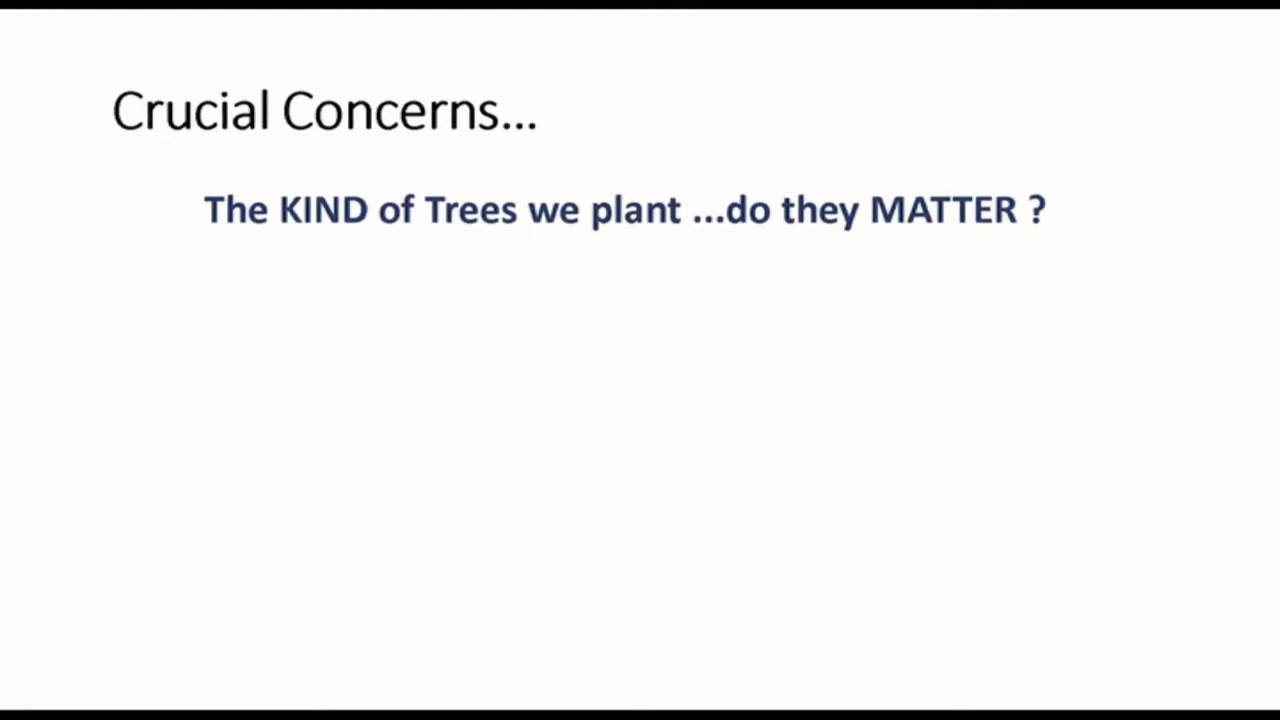 Crucial Concerns...
The KIND of Trees we plant ...do they MATTER ?